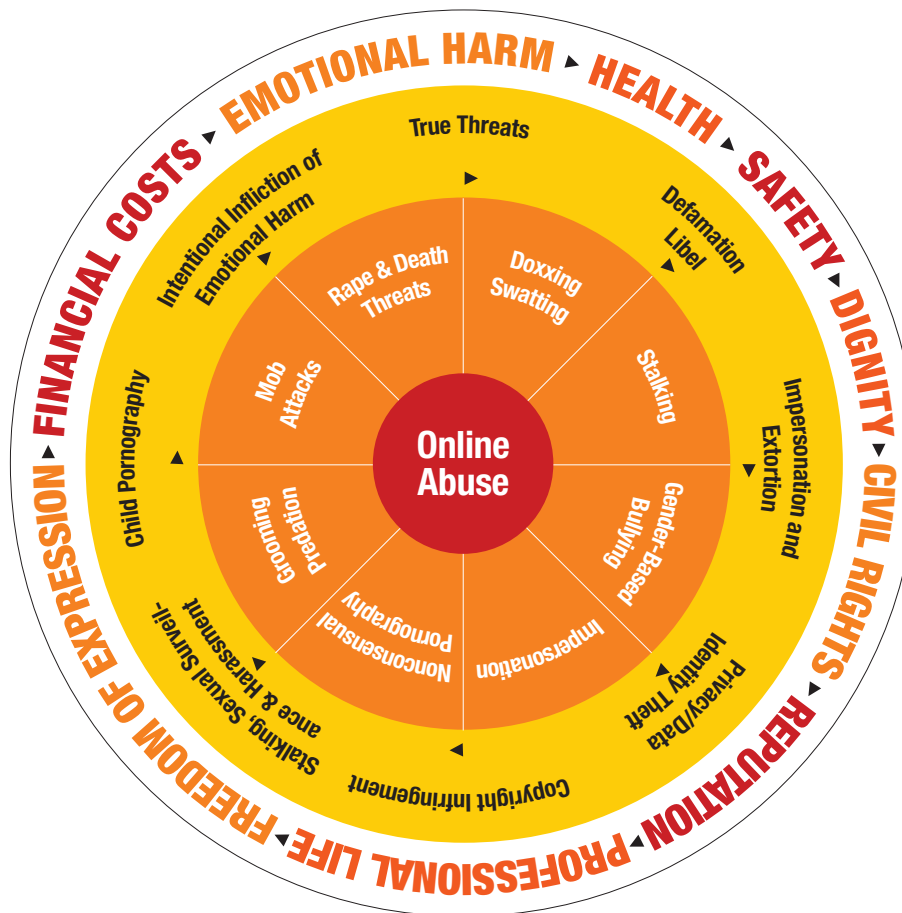 EMOTIONAL HARM
HEALTH
SAFETY
DIGNITY
CIVIL RIGHTS
REPUTATION
PROFESSIONAL LIFE
FREEDOM OF EXPRESSION
FINANCIAL COSTS
True Threats
Defamation
Libel
Impersonation and
Extortion
Privacy/Data
Identity Theft
Copyright Infringement
Stalking, Sexual Surveil-
ance & Harassment
Child Pornography
Intentional Infliction of
Emotional Harm
Rape & Death
Threats
Doxxing
Swatting
Stalking
Gender-Based
Bullying
Impersonation
Nonconsensual
Pornography
Grooming
Predation
Mob
Attacks
Online
Abuse